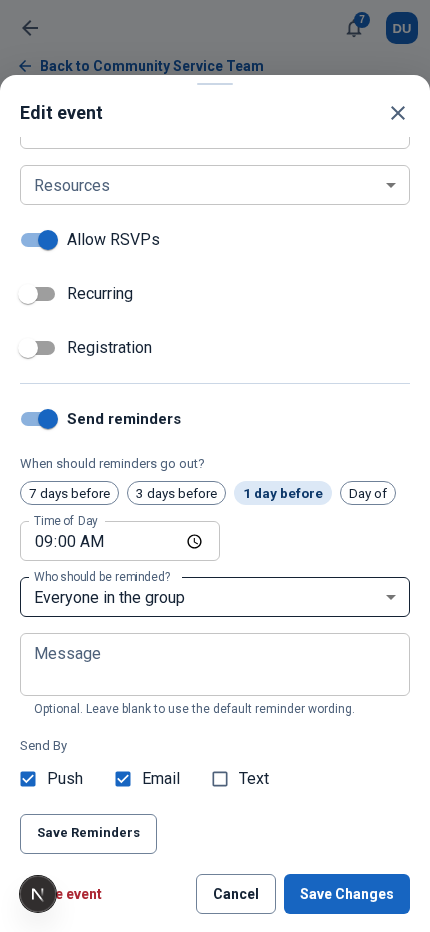 7
DU
Back to Community Service Team
Edit event
Resources
Allow RSVPs
Recurring
Registration
Send reminders
When should reminders go out?
7 days before 3 days before 1 day before Day of
Time of Day
09:00 AM
Who should be reminded?
Everyone in the group
Message
Optional. Leave blank to use the default reminder wording.
Send By
Push Email Text
Save Reminders
N
event Cancel Save Changes